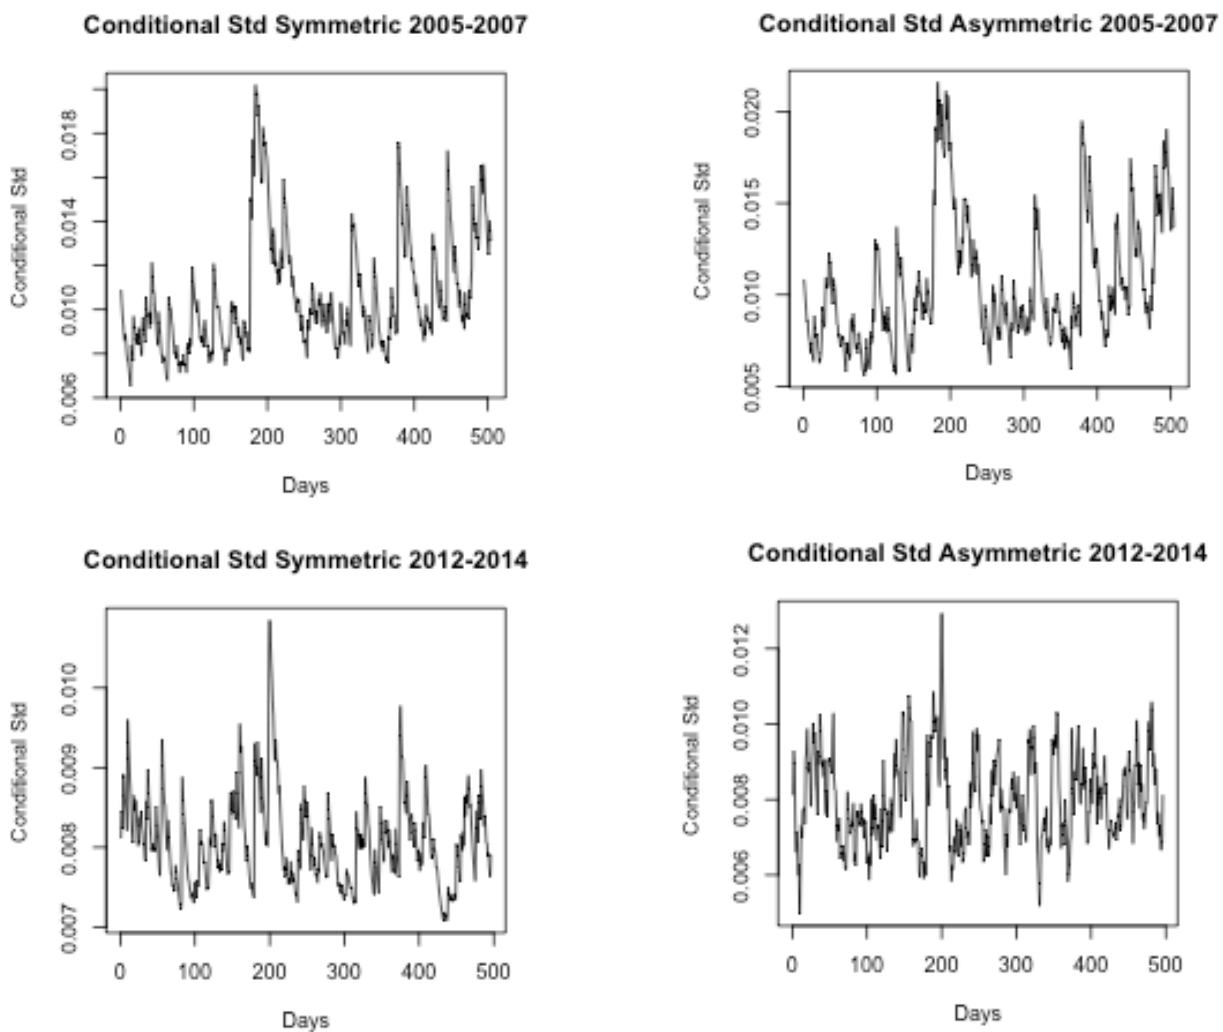 Conditional Std Symmetric 2005-2007
Conditional Std
0.018
0.014
0.010
0.006
0 100 200 300 400 500
Days
Conditional Std Asymmetric 2005-2007
Conditional Std
0.020
0.015
0.010
0.005
0 100 200 300 400 500
Days
Conditional Std Symmetric 2012-2014
Conditional Std
0.010
0.009
0.008
0.007
0 100 200 300 400 500
Days
Conditional Std Asymmetric 2012-2014
Conditional Std
0.012
0.010
0.008
0.006
0 100 200 300 400 500
Days